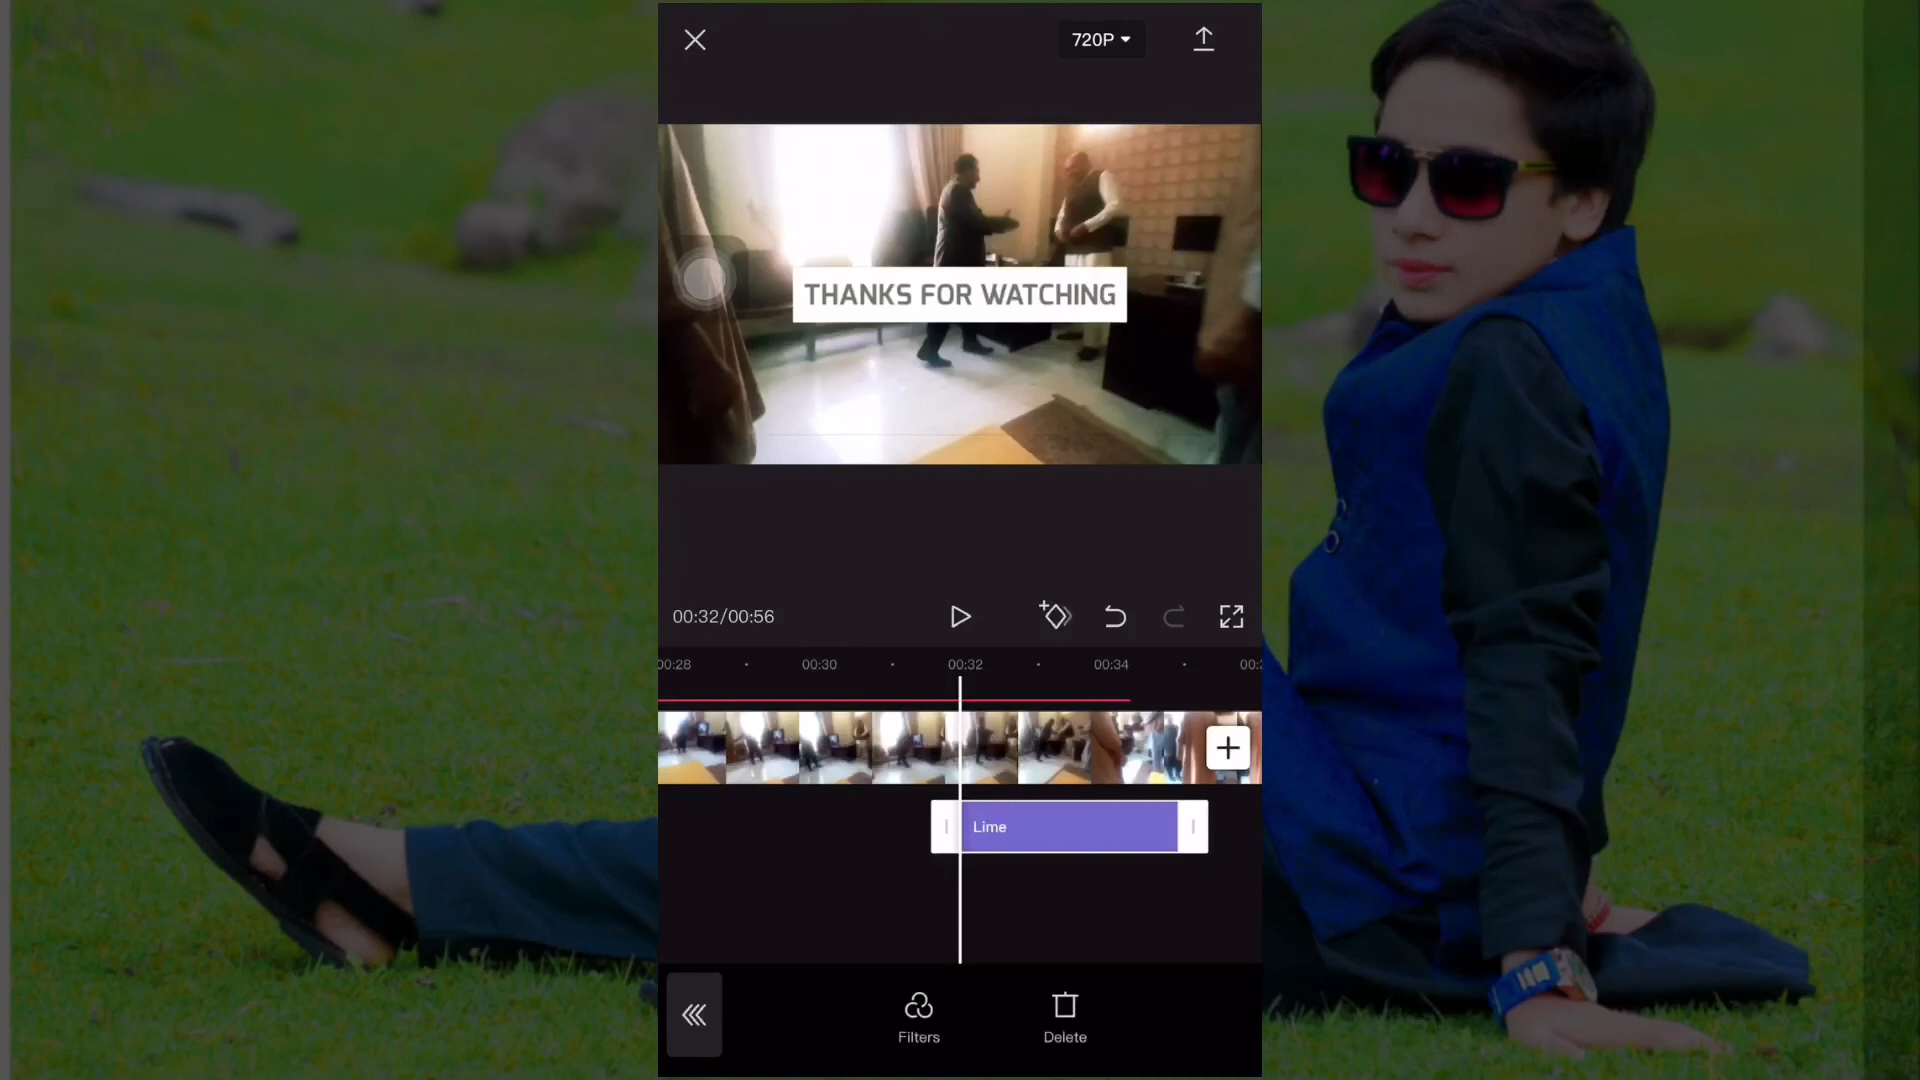 720P
THANKS FOR WATCHING
00:32/00:56
00:28 00:30 00:32 00:34
Lime
Filters Delete